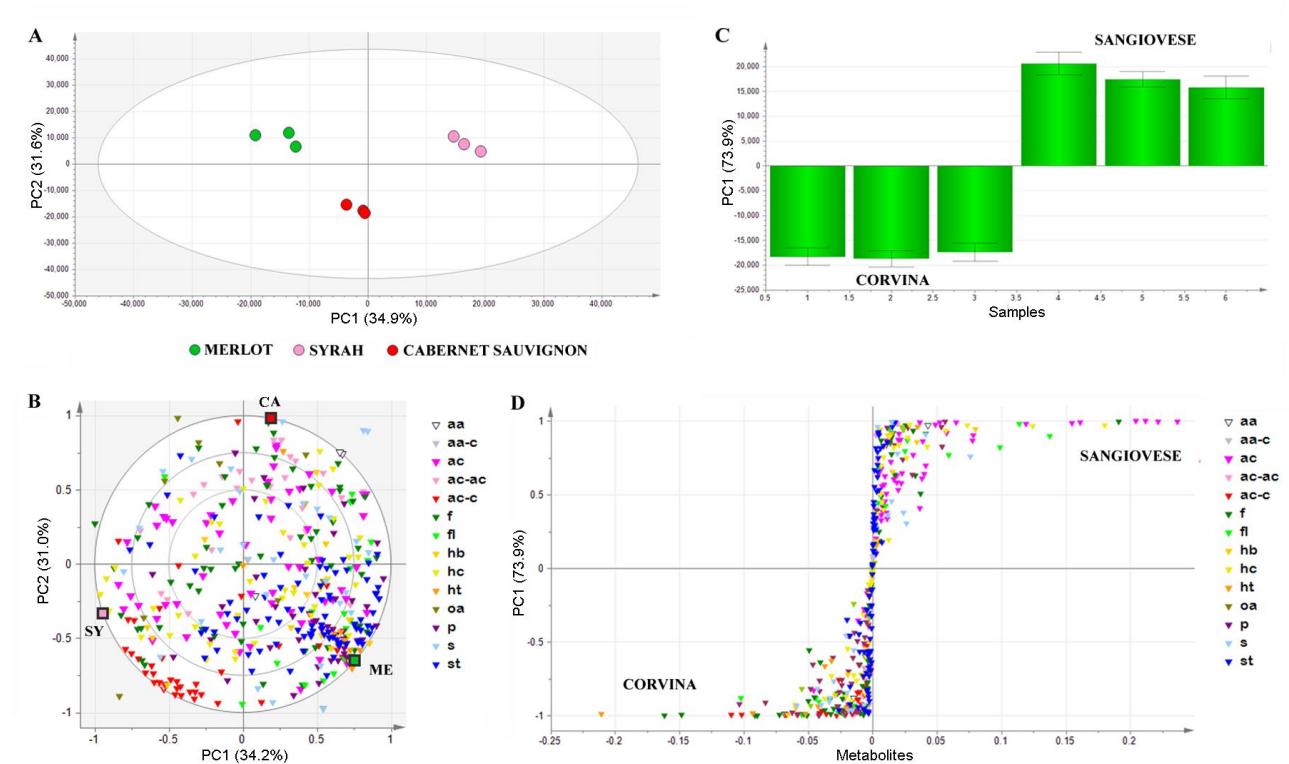 A
40,000
30,000
20,000
10,000
0
-10,000
-20,000
-30,000
-40,000
-50,000
-50,000 -40,000 -30,000 -20,000 -10,000 0 10,000 20,000 30,000 40,000
PC2 (31.6%)
PC1 (34.9%)
MERLOT SYRAH CABERNET SAUVIGNON
C
SANGIOVESE
20,000
15,000
10,000
5,000
0
-5,000
-10,000
-15,000
-20,000
-25,000
CORVINA
0.5 1 1.5 2 2.5 3 3.5 4 4.5 5 5.5 6
PC1 (73.9%)
Samples
B
CA
1
0.5
0
-0.5
-1
SY
ME
-1 -0.5 0 0.5 1
PC2 (31.0%)
PC1 (34.2%)
aa
aa-c
ac
ac-ac
ac-c
f
fl
hb
hc
ht
oa
p
s
st
D
1
0.5
0
-0.5
-1
SANGIOVESE
CORVINA
-0.25 -0.2 -0.15 -0.1 -0.05 0 0.05 0.1 0.15 0.2
PC1 (73.9%)
Metabolites
aa
aa-c
ac
ac-ac
ac-c
f
fl
hb
hc
ht
oa
p
s
st